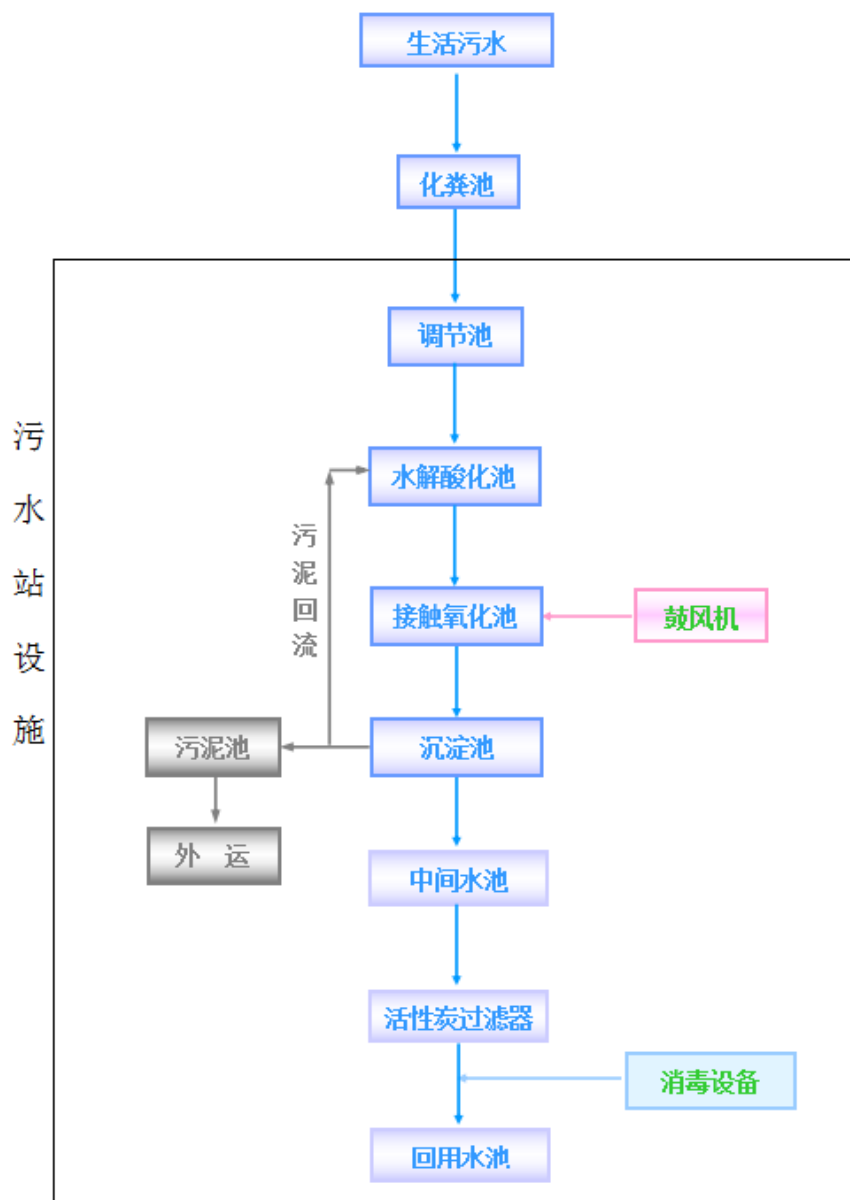 生活污水
化粪池
调节池
水解酸化池
污泥回流
接触氧化池
鼓风机
污水站设施
污泥池
沉淀池
外 运
中间水池
活性炭过滤器
消毒设备
回用水池